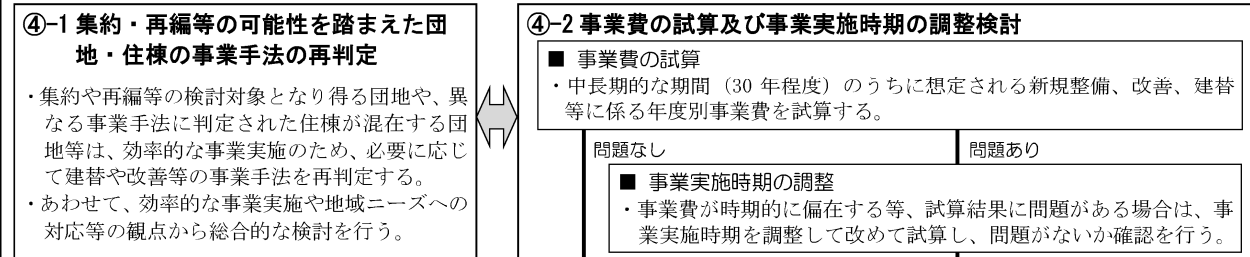 ④-1 集約・再編等の可能性を踏まえた団
地・住棟の事業手法の再判定
・集約や再編等の検討対象となり得る団地や、異
なる事業手法に判定された住棟が混在する団
地等は、効率的な事業実施のため、必要に応じ
て建替や改善等の事業手法を再判定する。
・あわせて、効率的な事業実施や地域ニーズへの
対応等の観点から総合的な検討を行う。
④-2 事業費の試算及び事業実施時期の調整検討
■ 事業費の試算
・中長期的な期間（30 年程度）のうちに想定される新規整備、改善、建替
等に係る年度別事業費を試算する。
問題なし
問題あり
■ 事業実施時期の調整
・事業費が時期的に偏在する等、試算結果に問題がある場合は、事
業実施時期を調整して改めて試算し、問題がないか確認を行う。